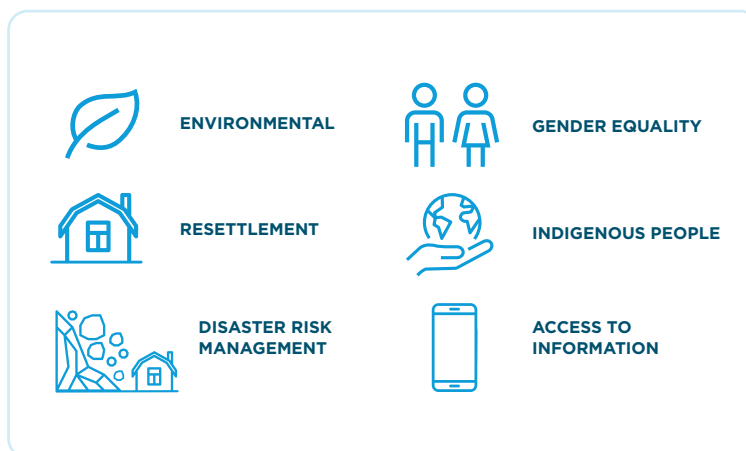 ENVIRONMENTAL
GENDER EQUALITY
RESETTLEMENT
INDIGENOUS PEOPLE
DISASTER RISK
MANAGEMENT
ACCESS TO
INFORMATION